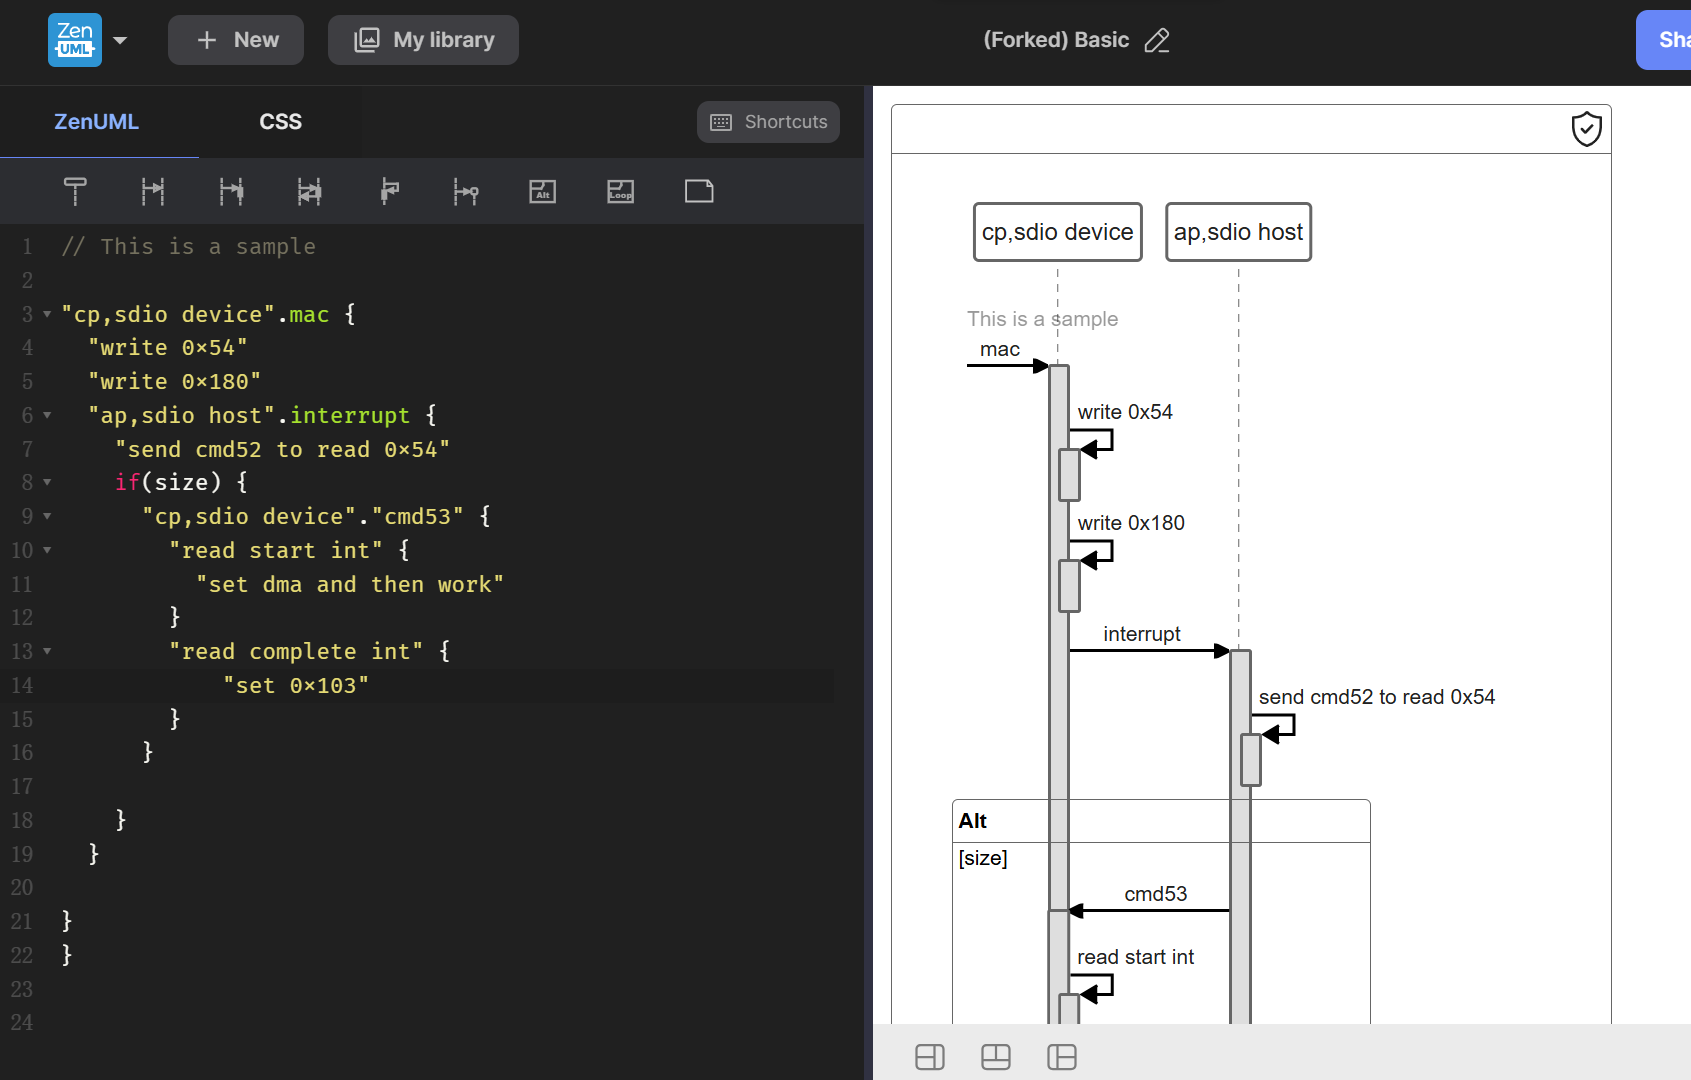 Zen
UML
+ New
My library
(Forked) Basic
Sha
ZenUML
CSS
Shortcuts
Alt
Loop
1 // This is a sample
2
3 "cp,sdio device".mac {
4 "write 0×54"
5 "write 0×180"
6 "ap,sdio host".interrupt {
7 "send cmd52 to read 0×54"
8 if(size) {
9 "cp,sdio device"."cmd53" {
10 "read start int" {
11 "set dma and then work"
12 }
13 "read complete int" {
14 "set 0×103"
15 }
16 }
17
18 }
19 }
20
21 }
22 }
23
24
cp,sdio device
ap,sdio host
This is a sample
mac
write 0x54
write 0x180
interrupt
send cmd52 to read 0x54
Alt
[size]
cmd53
read start int